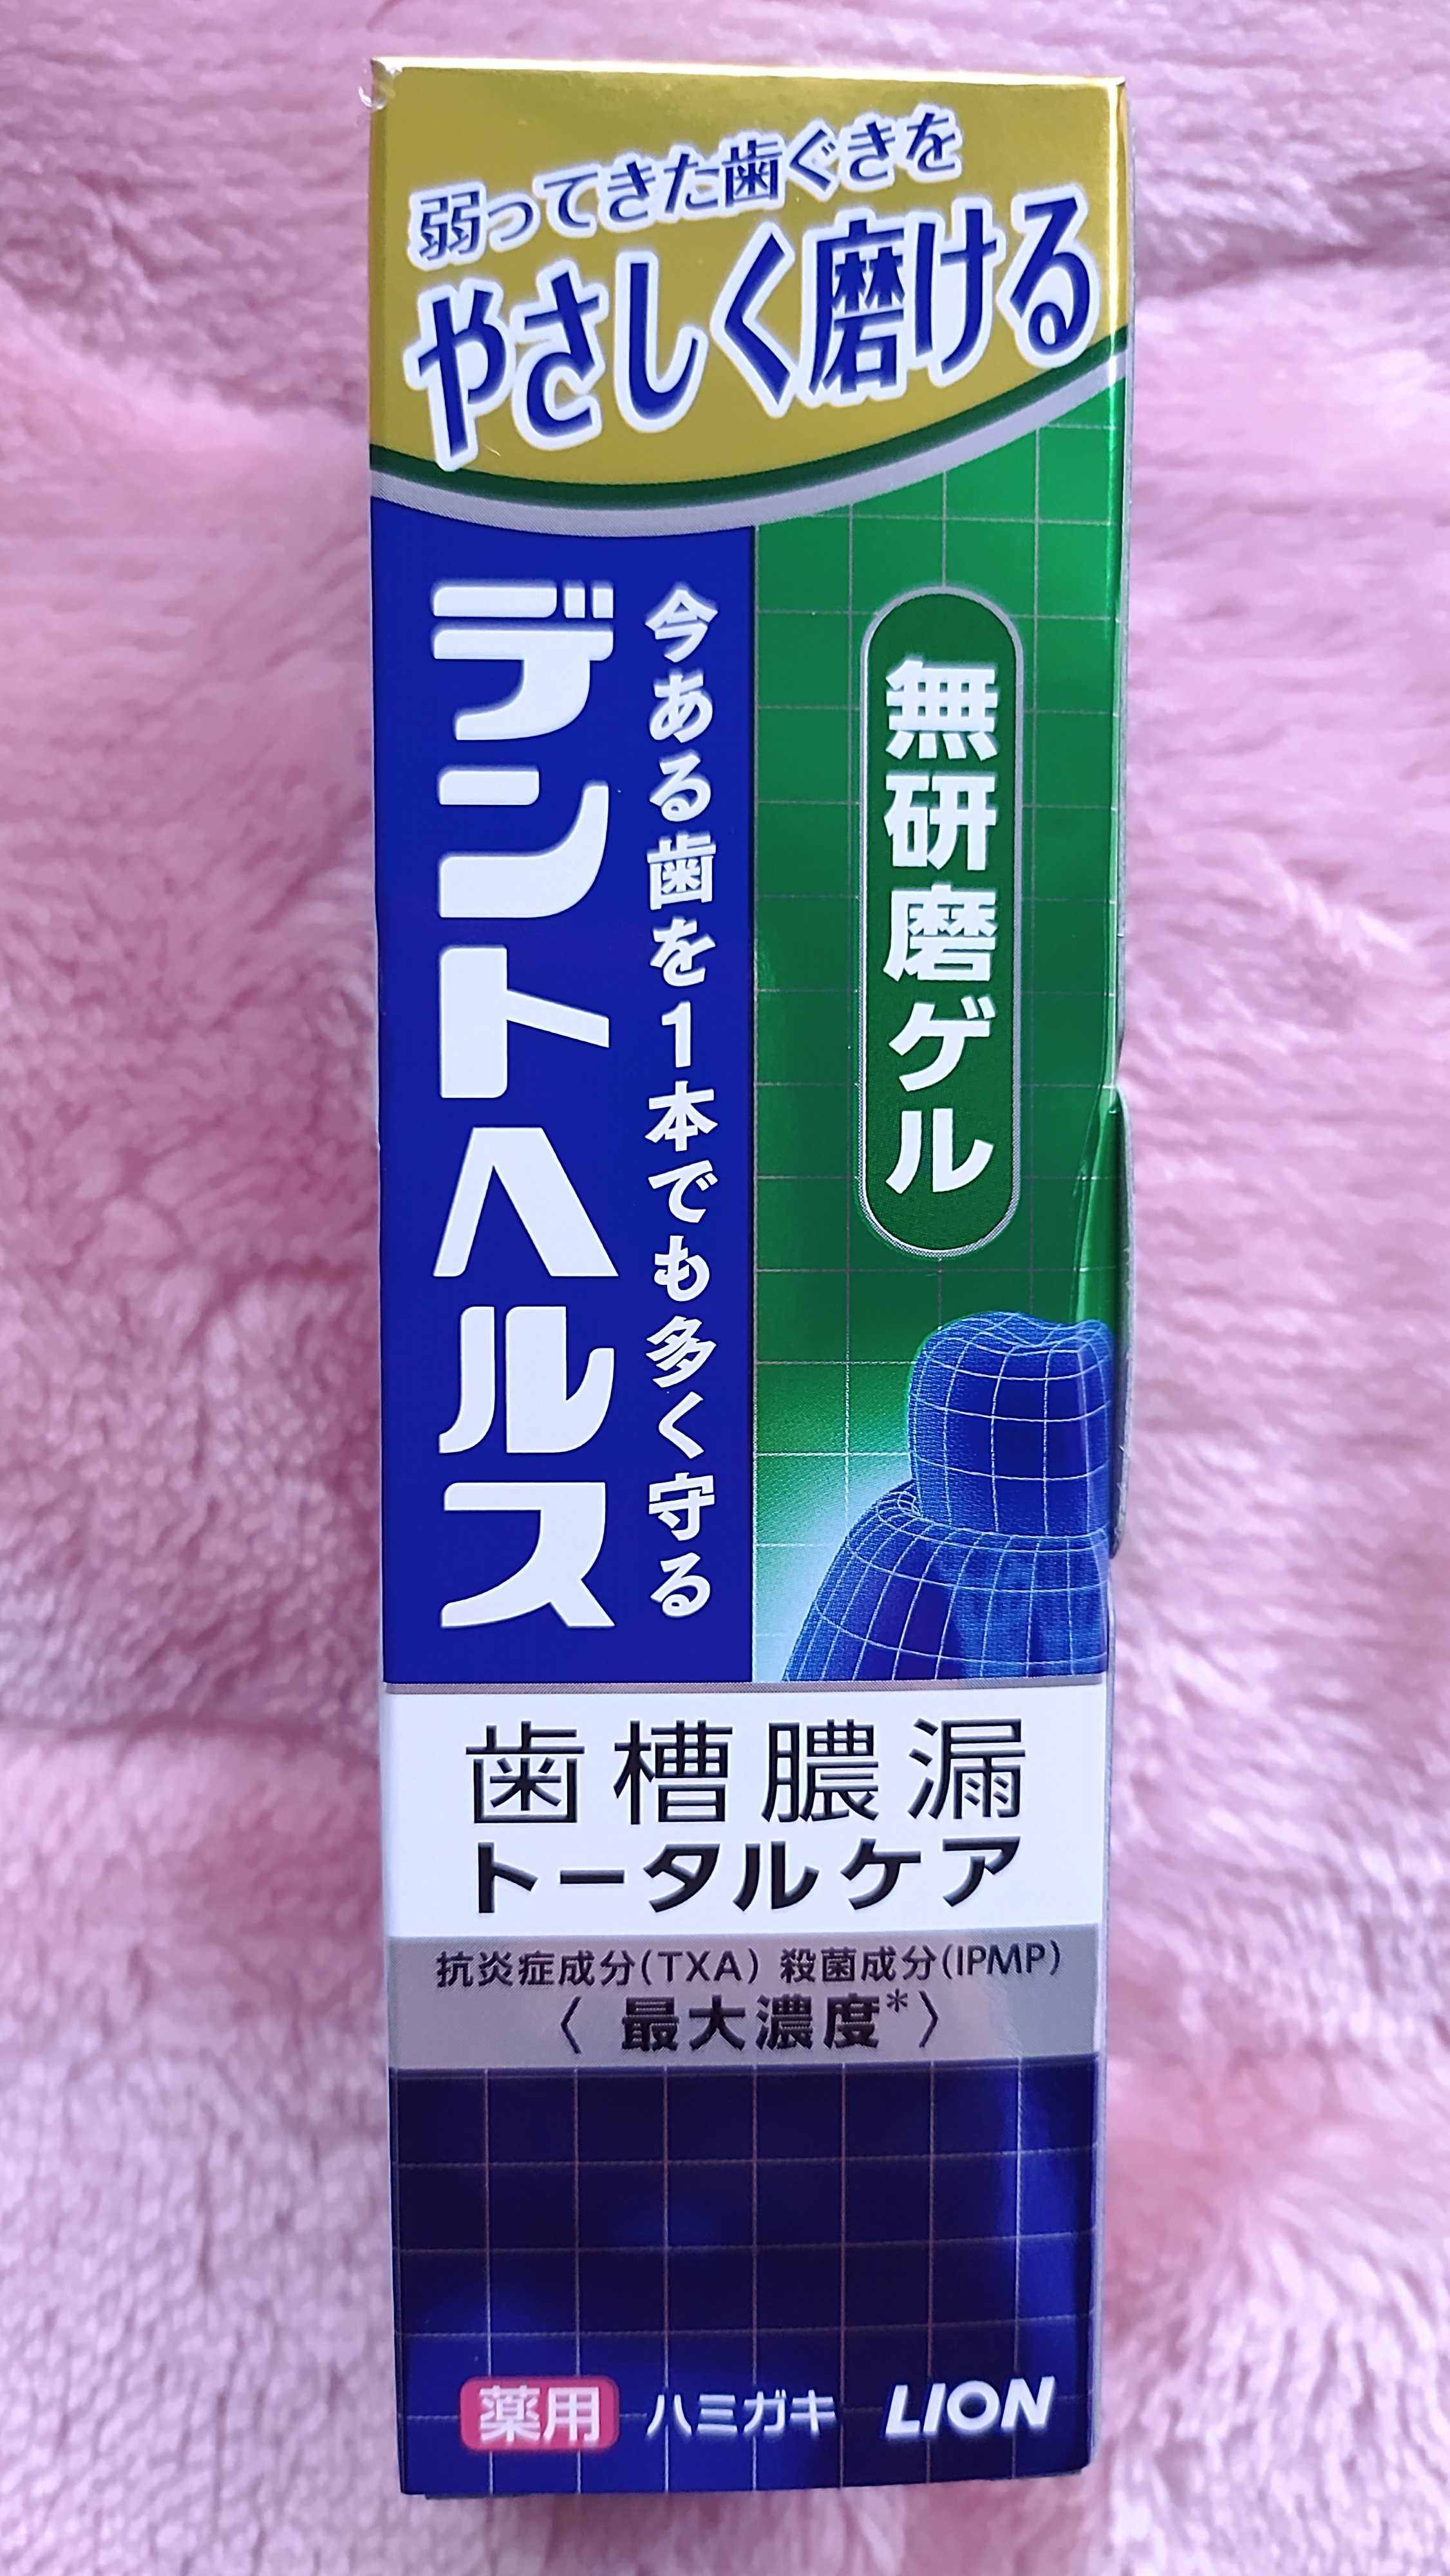 弱ってきた歯ぐきを
やさしく磨ける
無研磨ゲル
今ある歯を1本でも多く守る
デントヘルス
歯槽膿漏
トータルケア
抗炎症成分(TXA) 殺菌成分(IPMP)
〈 最大濃度* 〉
薬用 ハミガキ LION